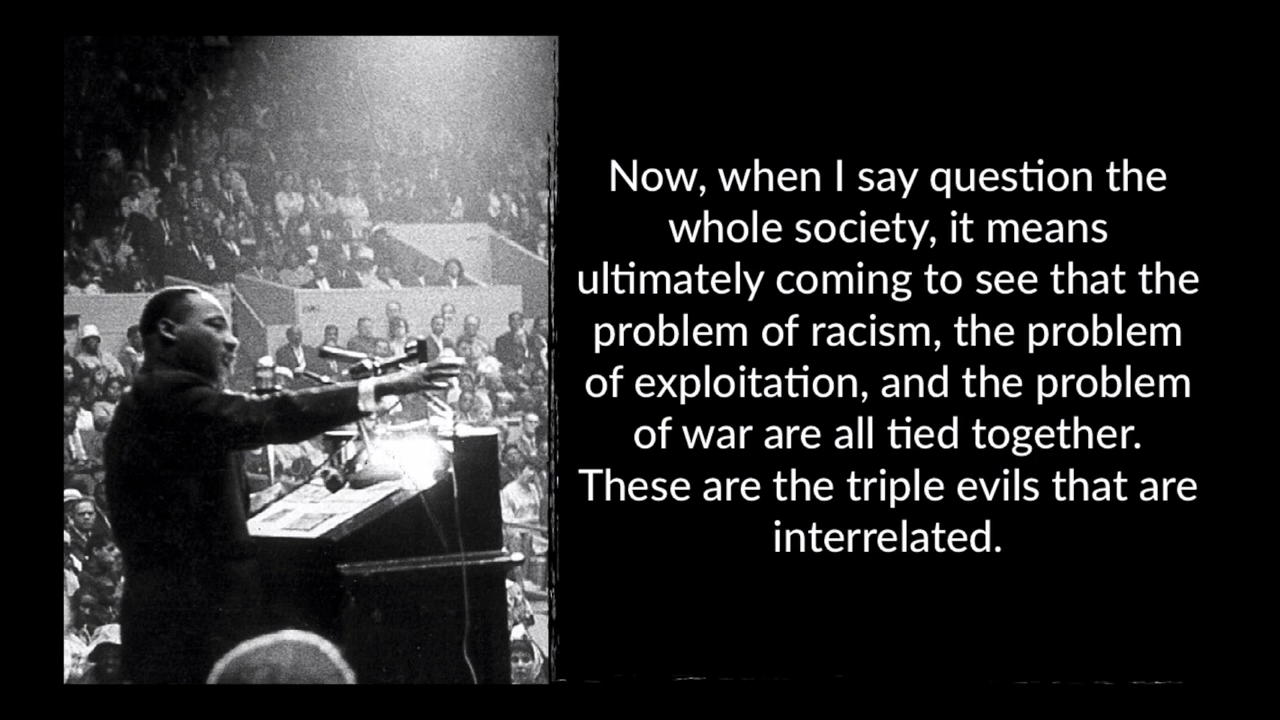 Now, when I say question the
whole society, it means
ultimately coming to see that the
problem of racism, the problem
of exploitation, and the problem
of war are all tied together.
These are the triple evils that are
interrelated.